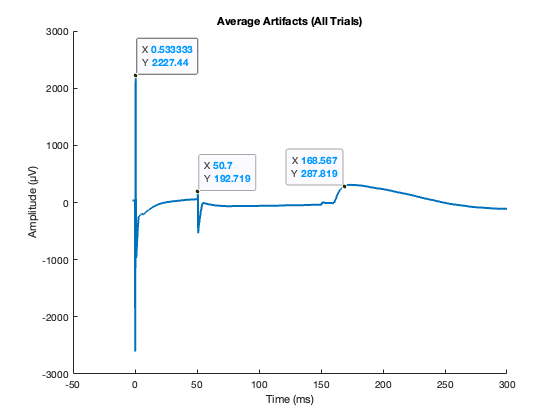 Average Artifacts (All Trials)
3000
X 0.533333
Y 2227.44
2000
1000
X 50.7
Y 192.719
X 168.567
Y 287.819
0
-1000
-2000
-3000
Amplitude (µV)
-50
0
50
100
150
200
250
300
Time (ms)